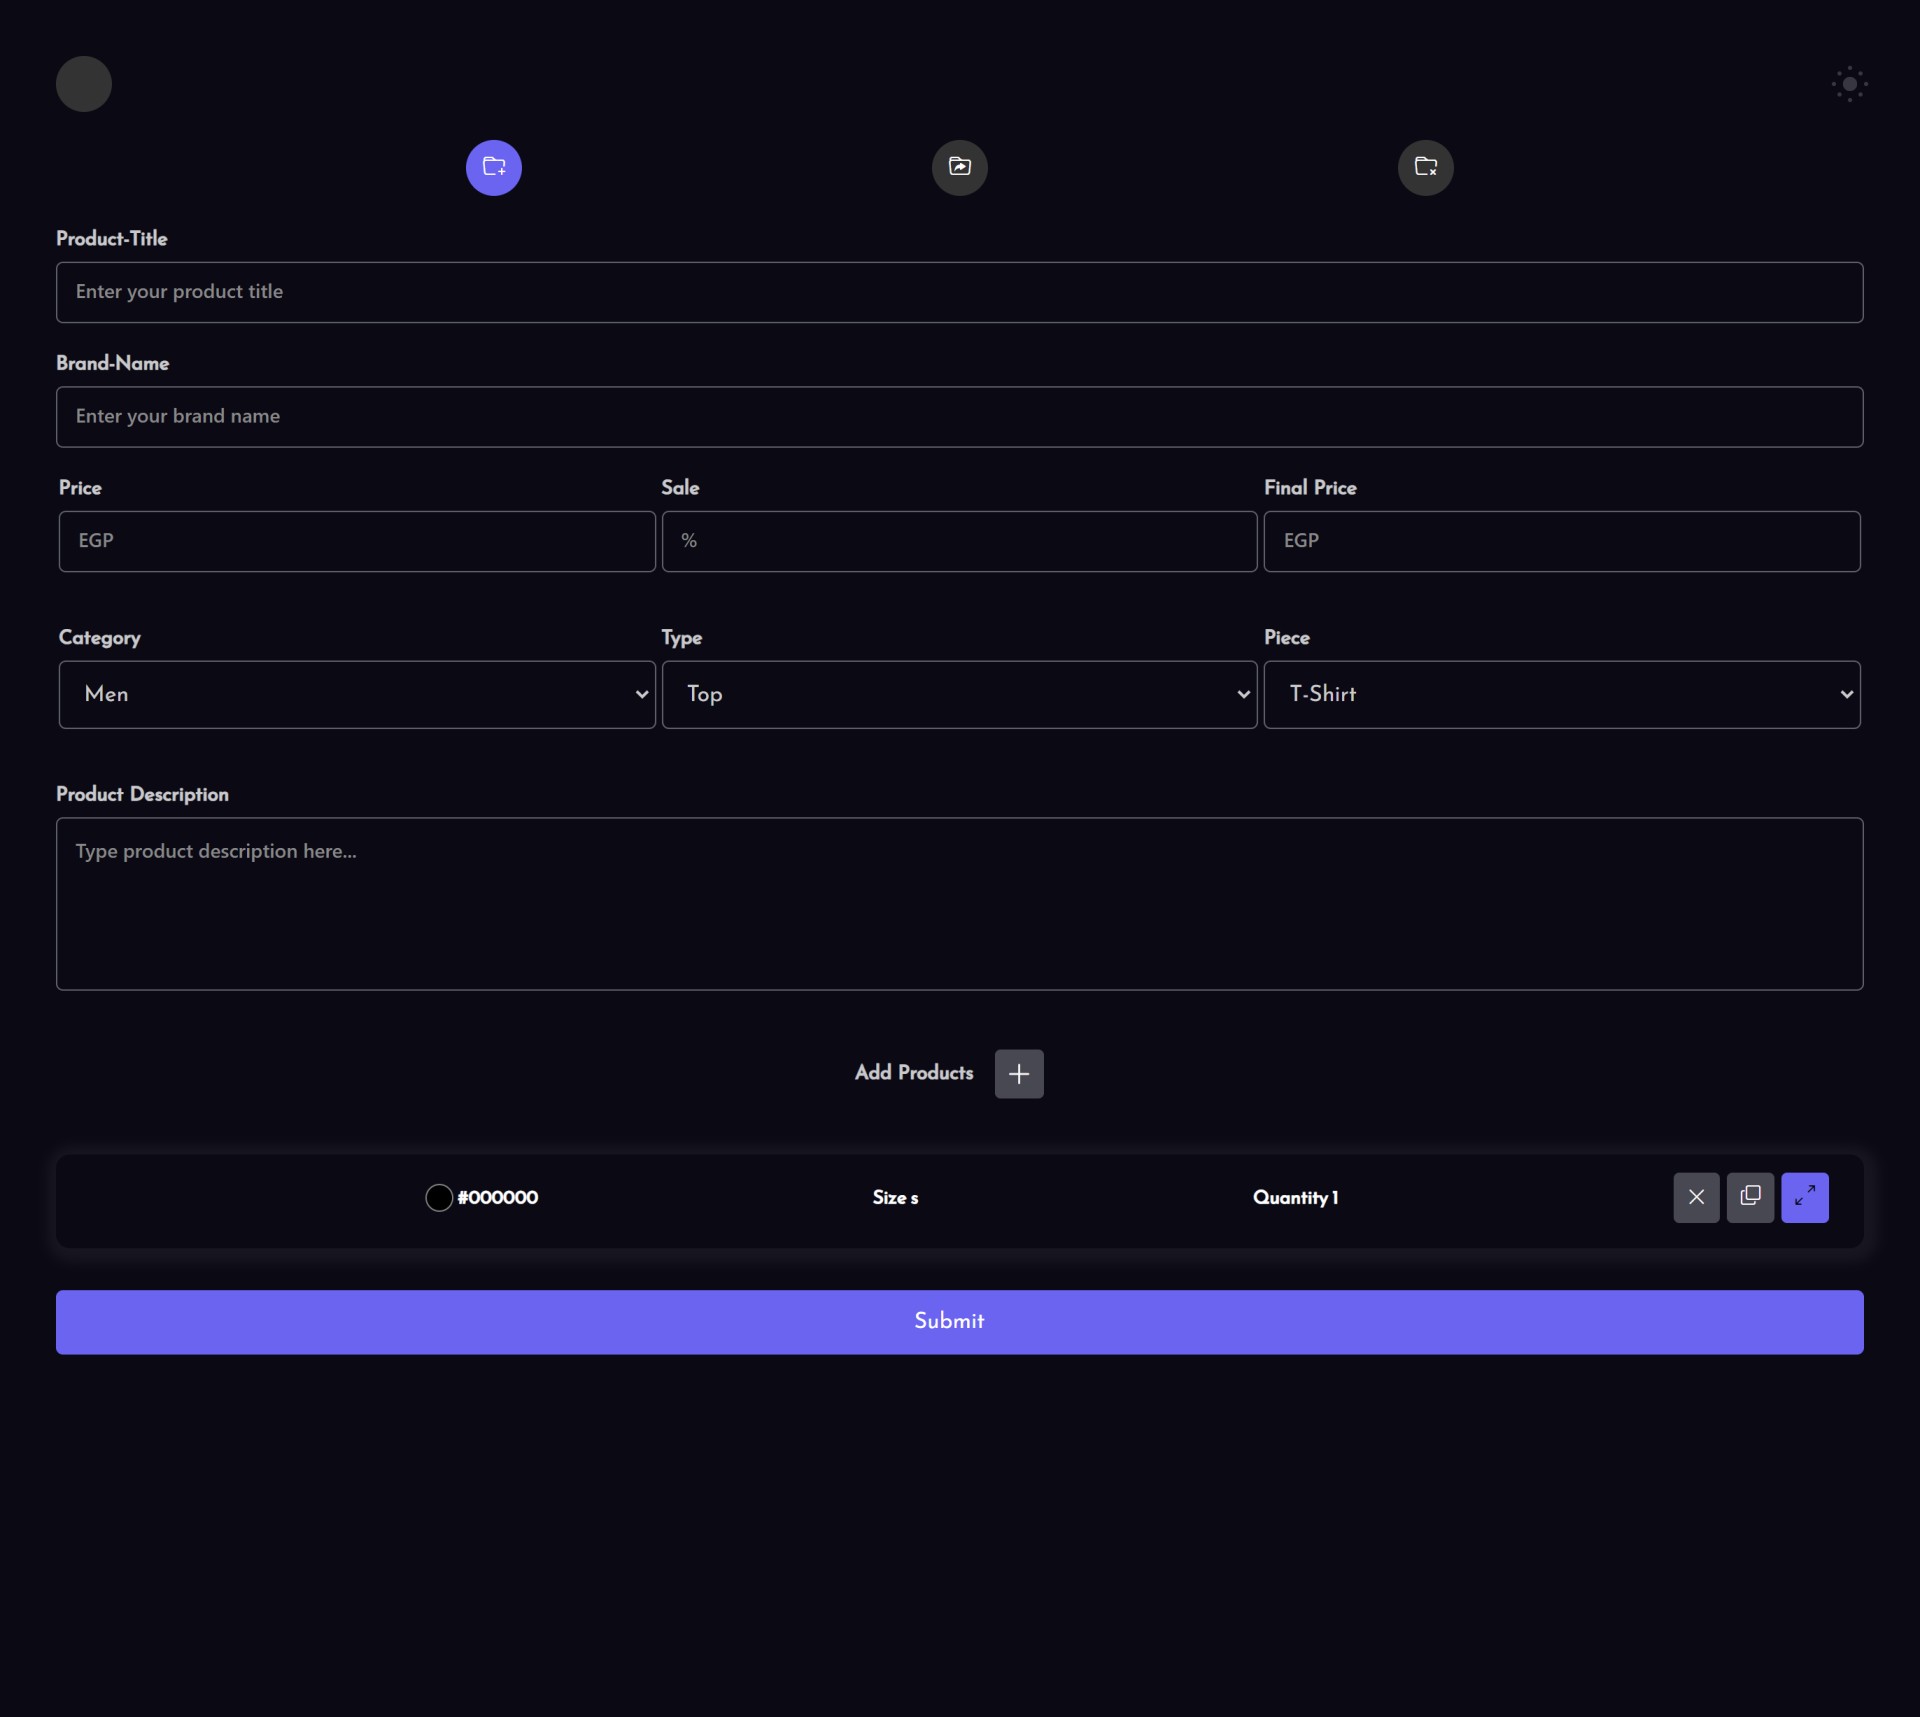 Product-Title
Enter your product title
Brand-Name
Enter your brand name
Price Sale Final Price
EGP % EGP
Category Type Piece
Men Top T-Shirt
Product Description
Type product description here...
Add Products
#000000 Size s Quantity 1
Submit